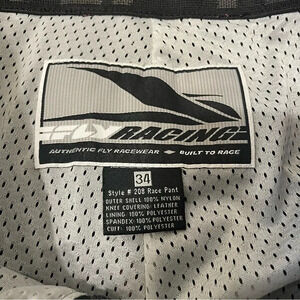 FLY RACING
AUTHENTIC FLY RACEWEAR BUILT TO RACE
34
Style # 208 Race Pant
OUTER SHELL 100% NYLON
KNEE COVERING: LEATHER
LINING: 100% POLYESTER
SPANDEX: 100% POLYESTER
CUFF: 100% POLYESTER